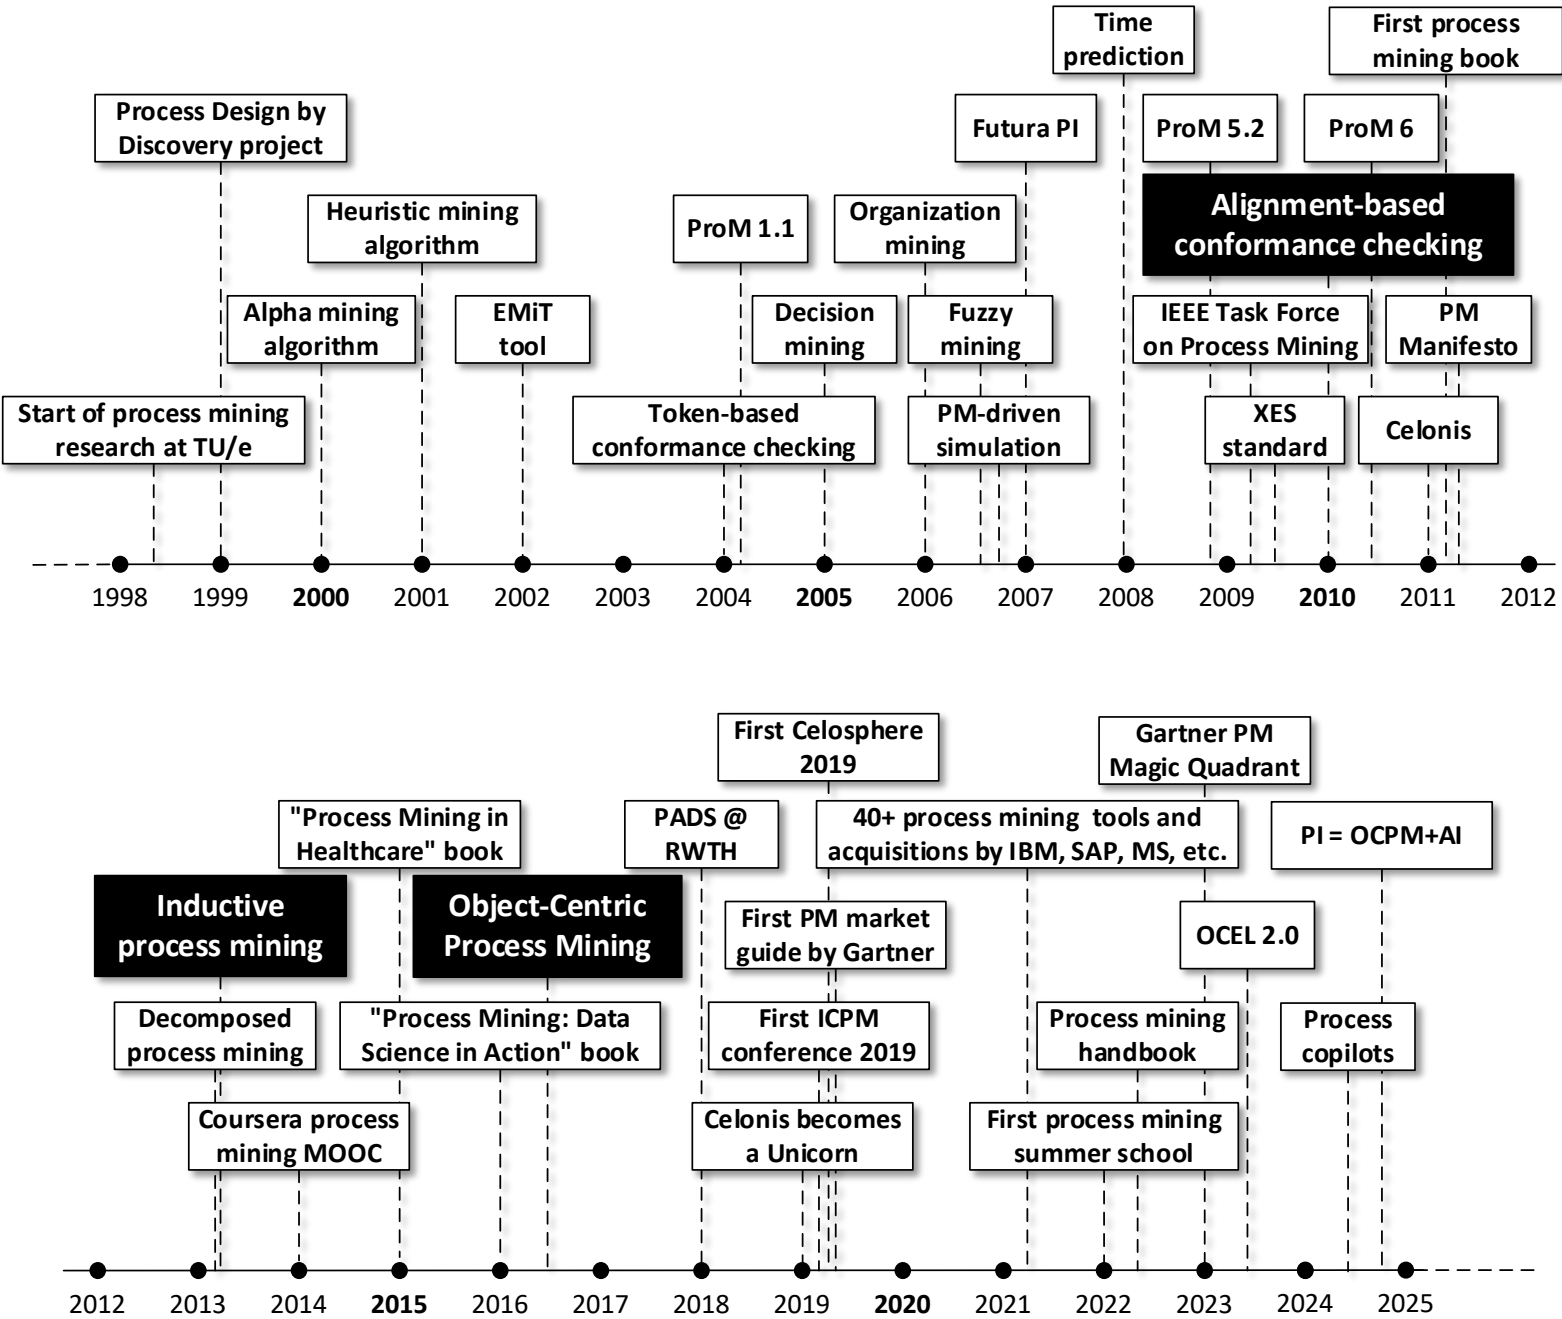 Time
prediction
First process
mining book
Process Design by
Discovery project
Futura PI
ProM 5.2
ProM 6
Heuristic mining
algorithm
ProM 1.1
Organization
mining
Alignment-based
conformance checking
Alpha mining
algorithm
EMiT
tool
Decision
mining
Fuzzy
mining
IEEE Task Force
on Process Mining
PM
Manifesto
Start of process mining
research at TU/e
Token-based
conformance checking
PM-driven
simulation
XES
standard
Celonis
1998 1999 2000 2001 2002 2003 2004 2005 2006 2007 2008 2009 2010 2011 2012
First Celosphere
2019
Gartner PM
Magic Quadrant
"Process Mining in
Healthcare" book
PADS @
RWTH
40+ process mining tools and
acquisitions by IBM, SAP, MS, etc.
PI = OCPM+AI
Inductive
process mining
Object-Centric
Process Mining
First PM market
guide by Gartner
OCEL 2.0
Decomposed
process mining
"Process Mining: Data
Science in Action" book
First ICPM
conference 2019
Process mining
handbook
Process
copilots
Coursera process
mining MOOC
Celonis becomes
a Unicorn
First process mining
summer school
2012 2013 2014 2015 2016 2017 2018 2019 2020 2021 2022 2023 2024 2025